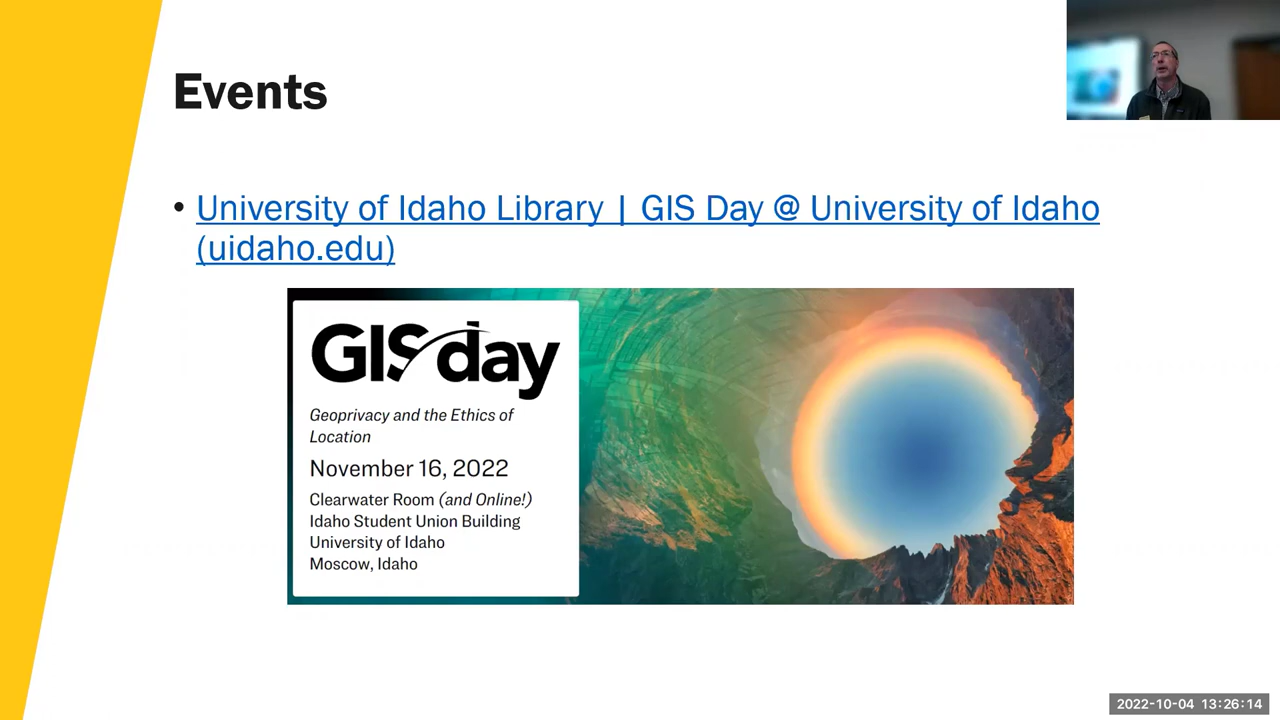 Events
• University of Idaho Library | GIS Day @ University of Idaho
(uidaho.edu)
GIS day
Geoprivacy and the Ethics of
Location
November 16, 2022
Clearwater Room (and Online!)
Idaho Student Union Building
University of Idaho
Moscow, Idaho
2022-10-04 13:26:14